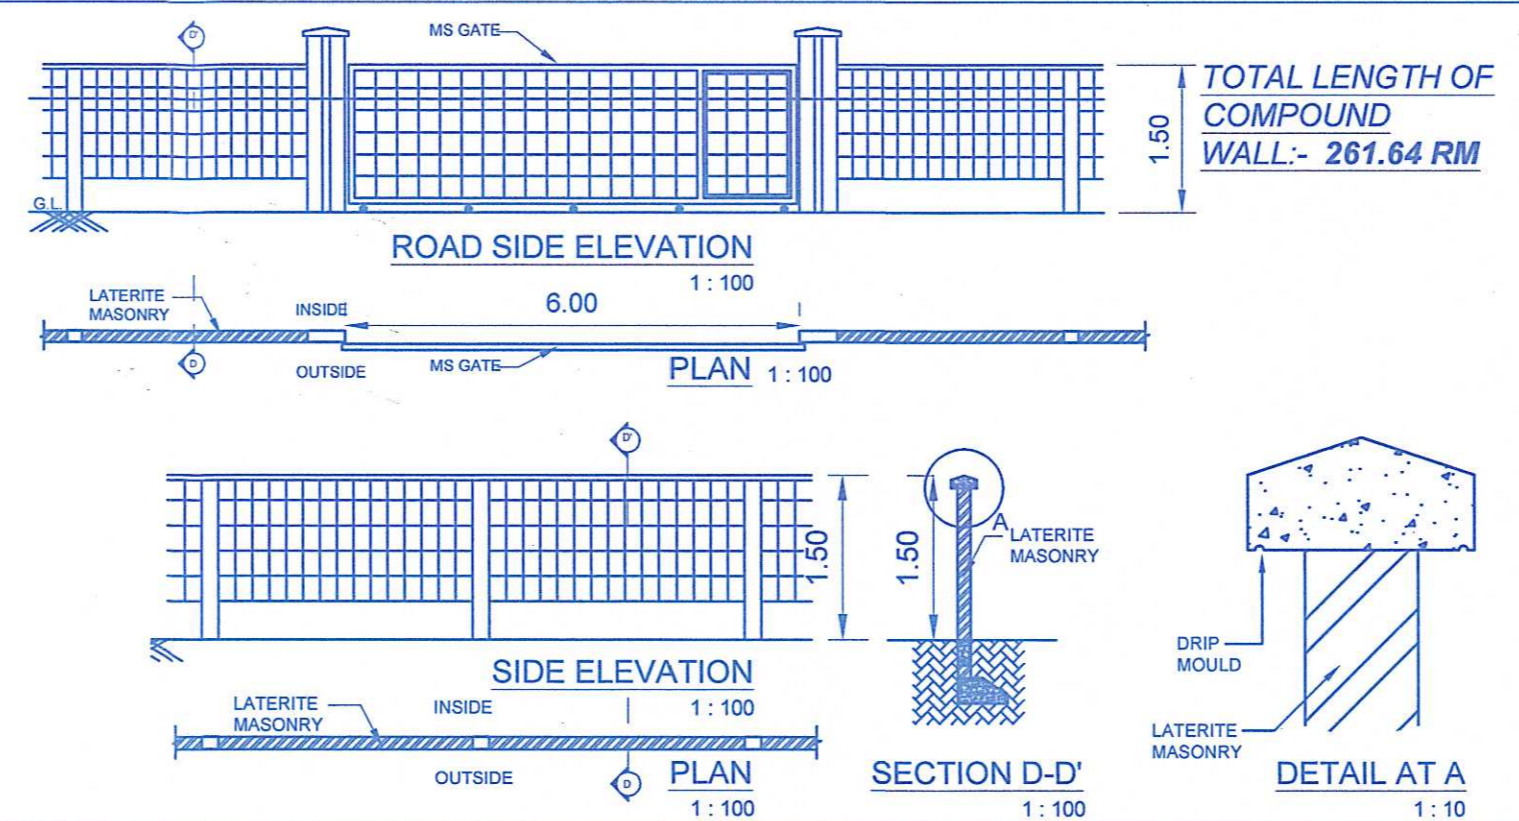 D'
MS GATE
TOTAL LENGTH OF
COMPOUND
WALL:- 261.64 RM
1.50
G.L.
ROAD SIDE ELEVATION
1 : 100
LATERITE
MASONRY
INSIDE
6.00
D
OUTSIDE
MS GATE
PLAN 1 : 100
D'
1.50
1.50
A
LATERITE
MASONRY
DRIP
MOULD
SIDE ELEVATION
1 : 100
LATERITE
MASONRY
INSIDE
LATERITE
MASONRY
OUTSIDE
D
PLAN
1 : 100
SECTION D-D'
1 : 100
DETAIL AT A
1 : 10